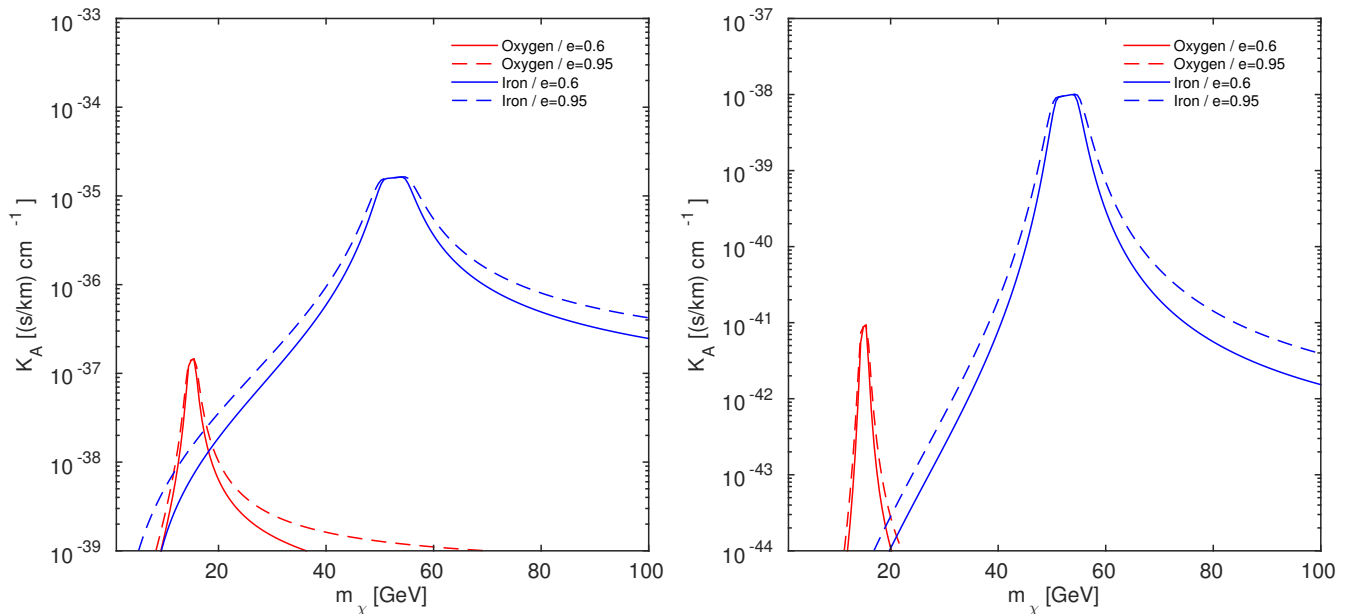 10^-33
10^-34
10^-35
10^-36
10^-37
10^-38
10^-39
K_A [(s/km) cm^-1 ]
20
40
60
80
100
m_χ [GeV]
Oxygen / e=0.6
Oxygen / e=0.95
Iron / e=0.6
Iron / e=0.95
10^-37
10^-38
10^-39
10^-40
10^-41
10^-42
10^-43
10^-44
K_A [(s/km) cm^-1 ]
20
40
60
80
100
m_χ [GeV]
Oxygen / e=0.6
Oxygen / e=0.95
Iron / e=0.6
Iron / e=0.95